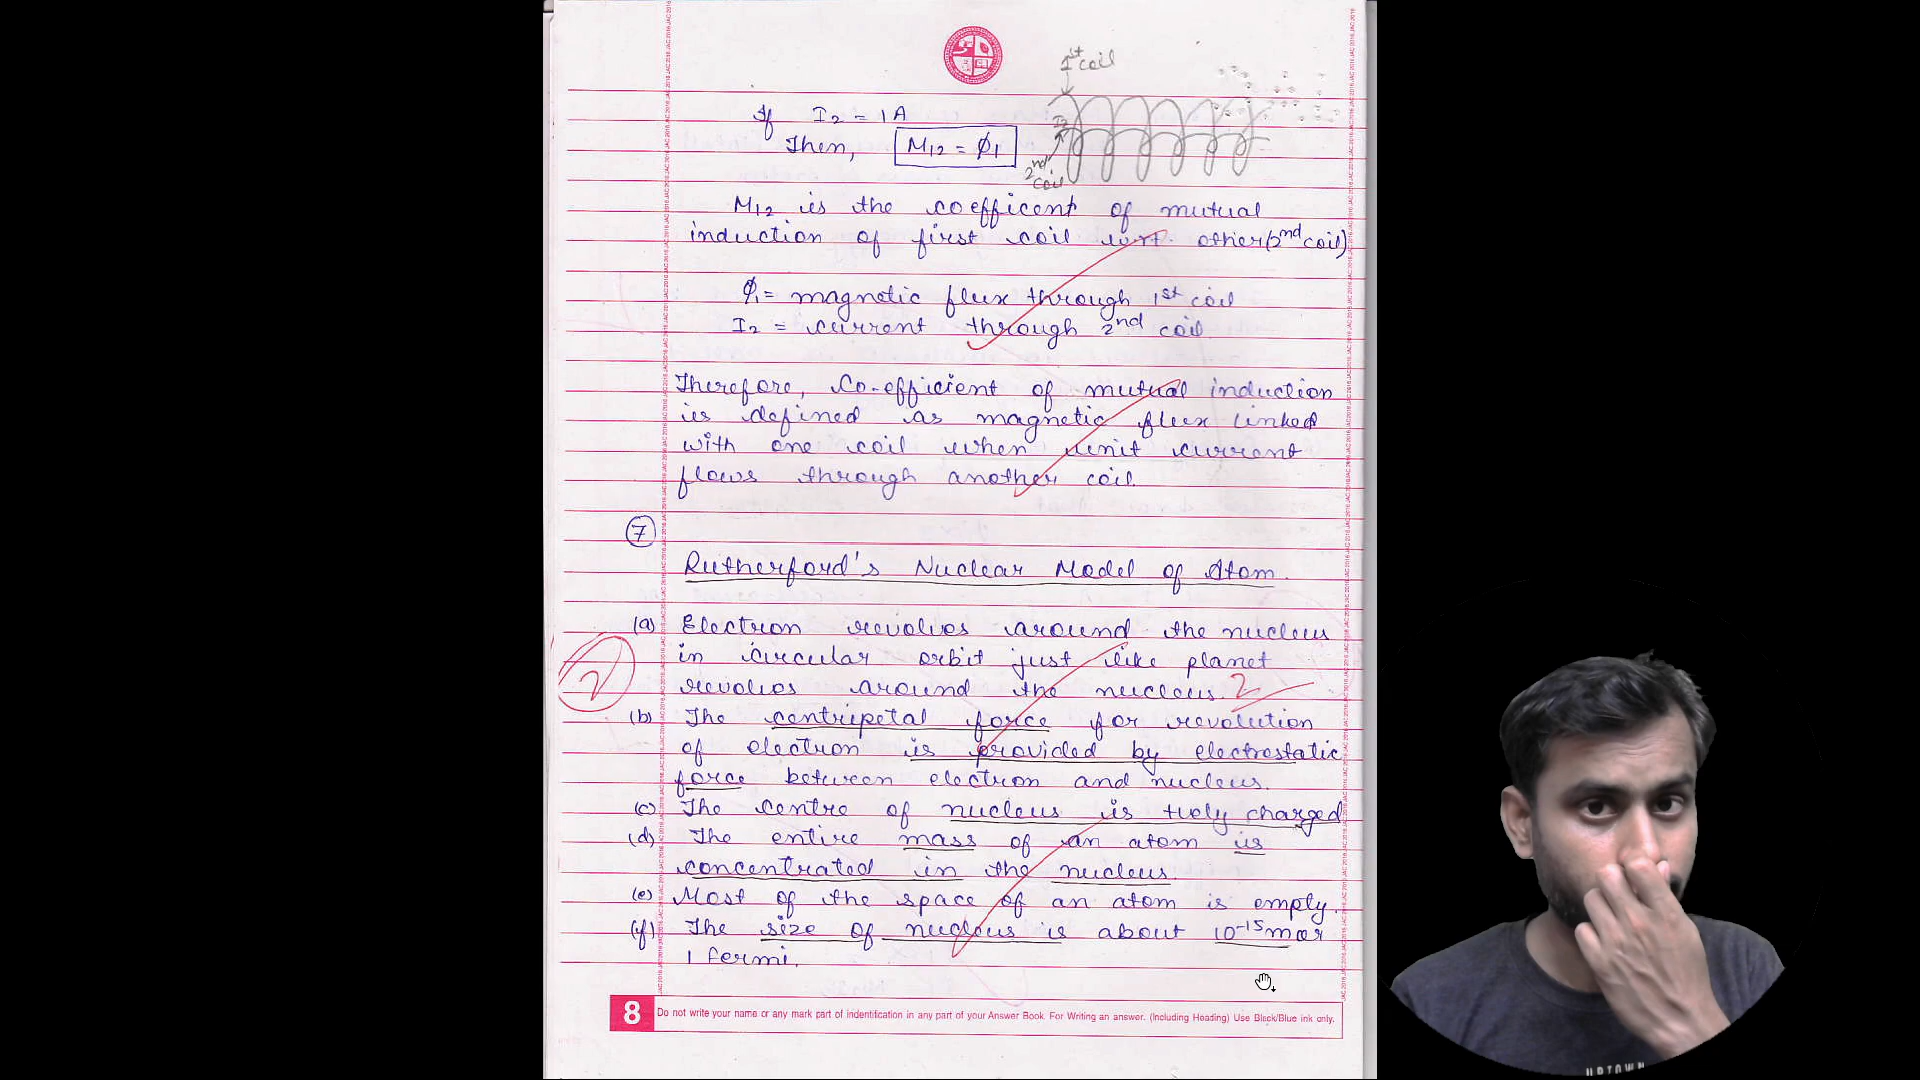 1st coil
If I2 = 1A
Then, M12 = ϕ1
I2
2nd coil
M12 is the coefficent of mutual
induction of first coil w.r.t. other(2nd coil)
ϕ1= magnetic flux through 1st coil
I2 = current through 2nd coil
Therefore, Co-efficient of mutual induction
is defined as magnetic flux linked
with one coil when unit current
flows through another coil.
7
Rutherford's Nuclear Model of Atom.
(a) Electron revolves around the nucleus
in circular orbit just like planet
revolves around the nucleus. 2
2
(b) The centripetal force for revolution
of electron is provided by electrostatic
force between electron and nucleus.
(c) The centre of nucleus is +vely charged
(d) The entire mass of an atom is
concentrated in the nucleus.
(e) Most of the space of an atom is empty.
(f) The size of nucleus is about 10-15m or
1 fermi.
8 Do not write your name or any mark part of indentification in any part of your Answer Book. For Writing an answer. (Including Heading) Use Black/Blue ink only.